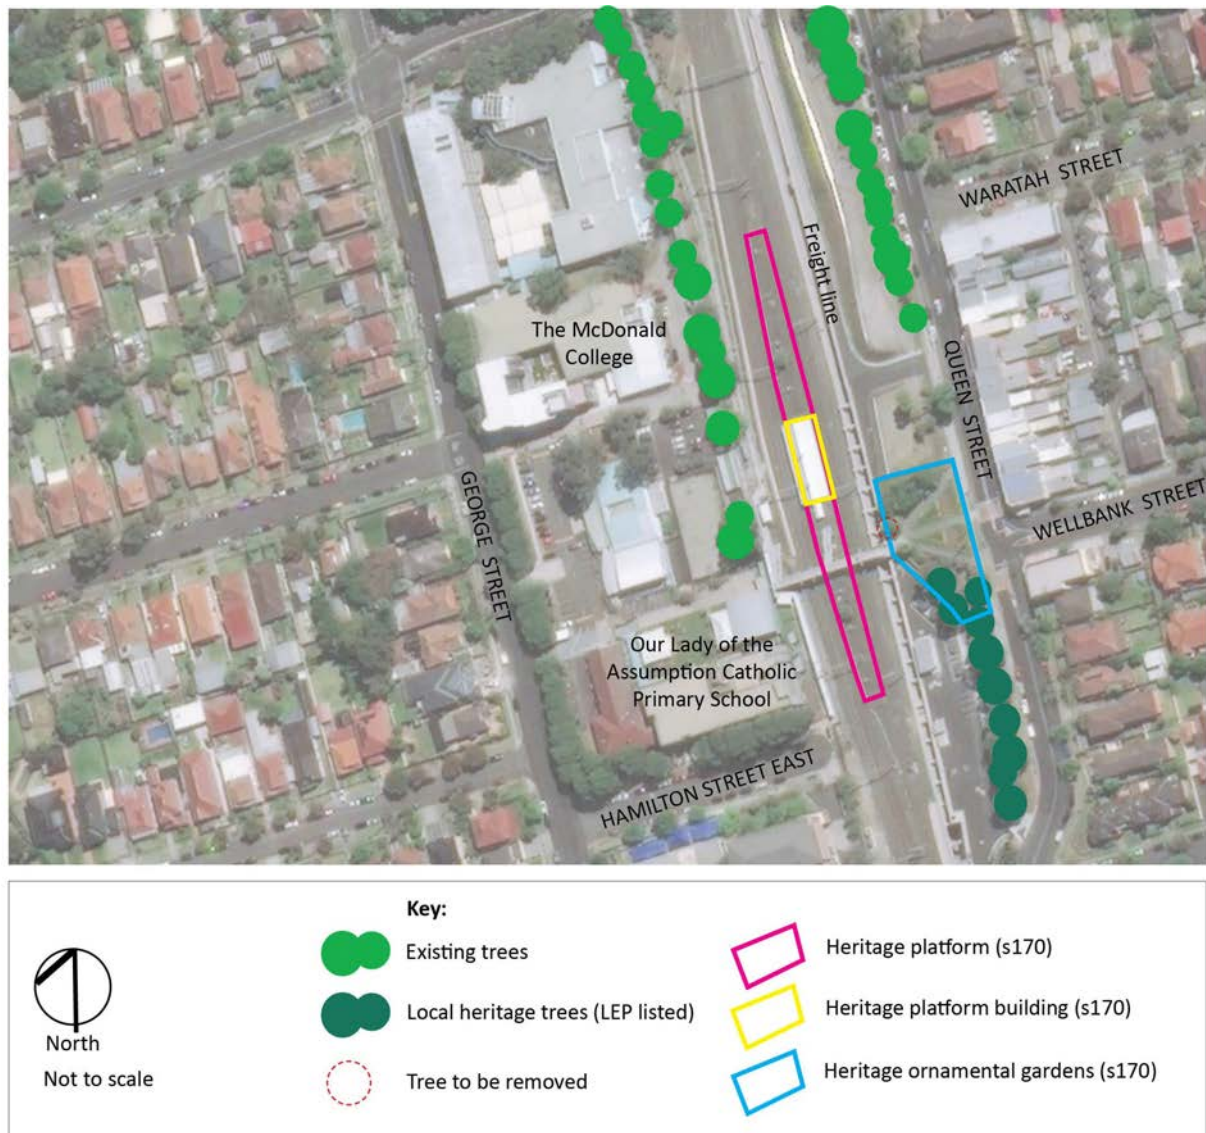 WARATAH STREET
Freight line
The McDonald
College
QUEEN STREET
GEORGE STREET
WELLBANK STREET
Our Lady of the
Assumption Catholic
Primary School
HAMILTON STREET EAST
Key:
North
Not to scale
Existing trees
Local heritage trees (LEP listed)
Tree to be removed
Heritage platform (s170)
Heritage platform building (s170)
Heritage ornamental gardens (s170)